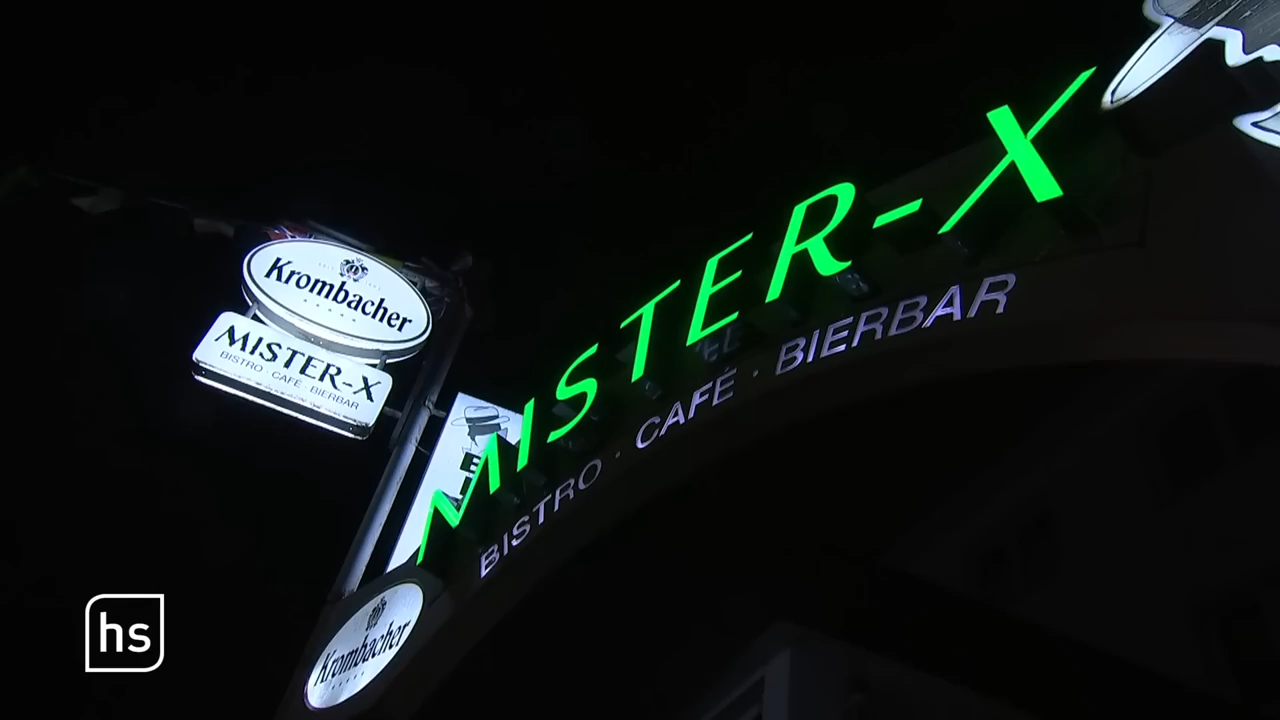 Krombacher
MISTER-X
BISTRO · CAFÉ · BIERBAR
MISTER-X
BISTRO · CAFÉ · BIERBAR
Krombacher
hs